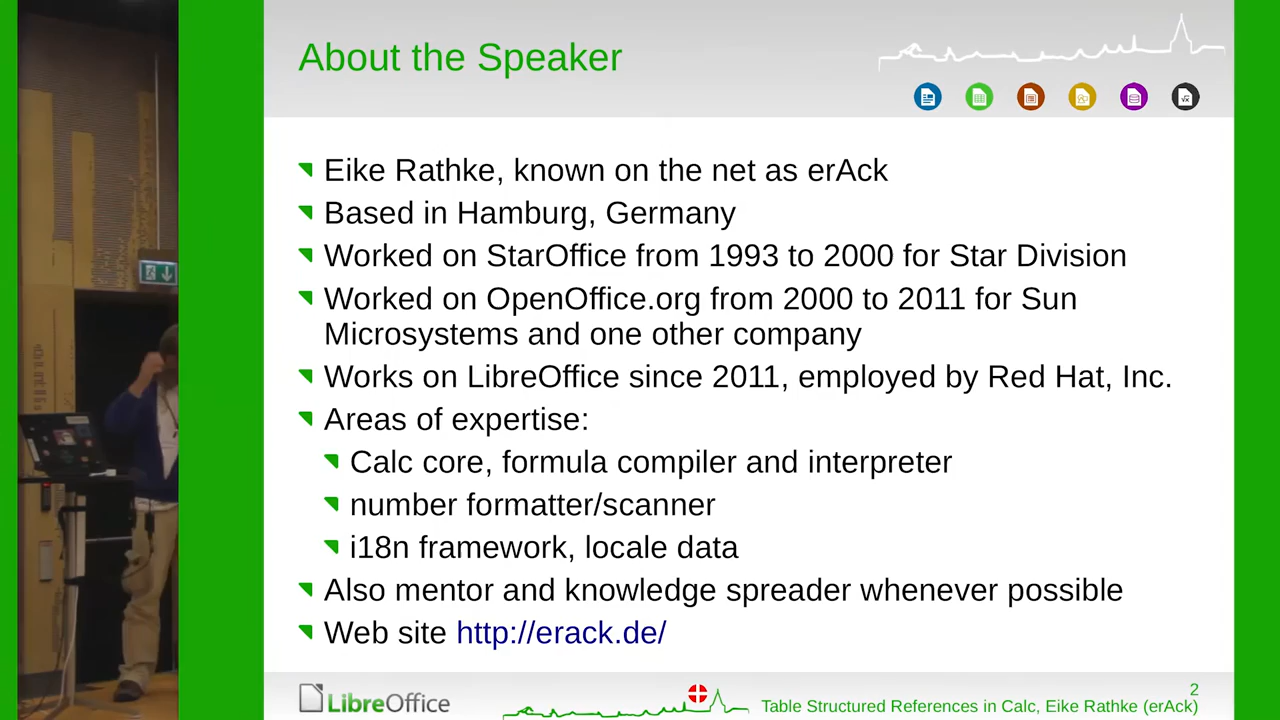 About the Speaker
Eike Rathke, known on the net as erAck
Based in Hamburg, Germany
Worked on StarOffice from 1993 to 2000 for Star Division
Worked on OpenOffice.org from 2000 to 2011 for Sun
Microsystems and one other company
Works on LibreOffice since 2011, employed by Red Hat, Inc.
Areas of expertise:
Calc core, formula compiler and interpreter
number formatter/scanner
i18n framework, locale data
Also mentor and knowledge spreader whenever possible
Web site http://erack.de/
LibreOffice
2
Table Structured References in Calc, Eike Rathke (erAck)